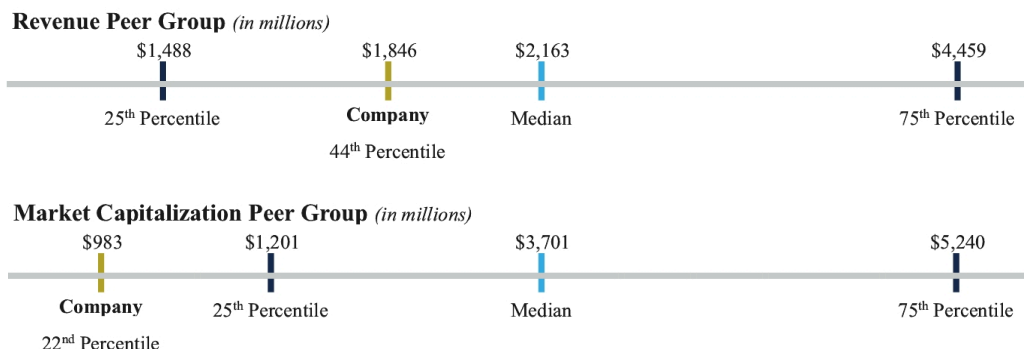 Revenue Peer Group (in millions)
$1,488 $1,846 $2,163 $4,459
25th Percentile Company Median 75th Percentile
44th Percentile
Market Capitalization Peer Group (in millions)
$983 $1,201 $3,701 $5,240
Company 25th Percentile Median 75th Percentile
22nd Percentile